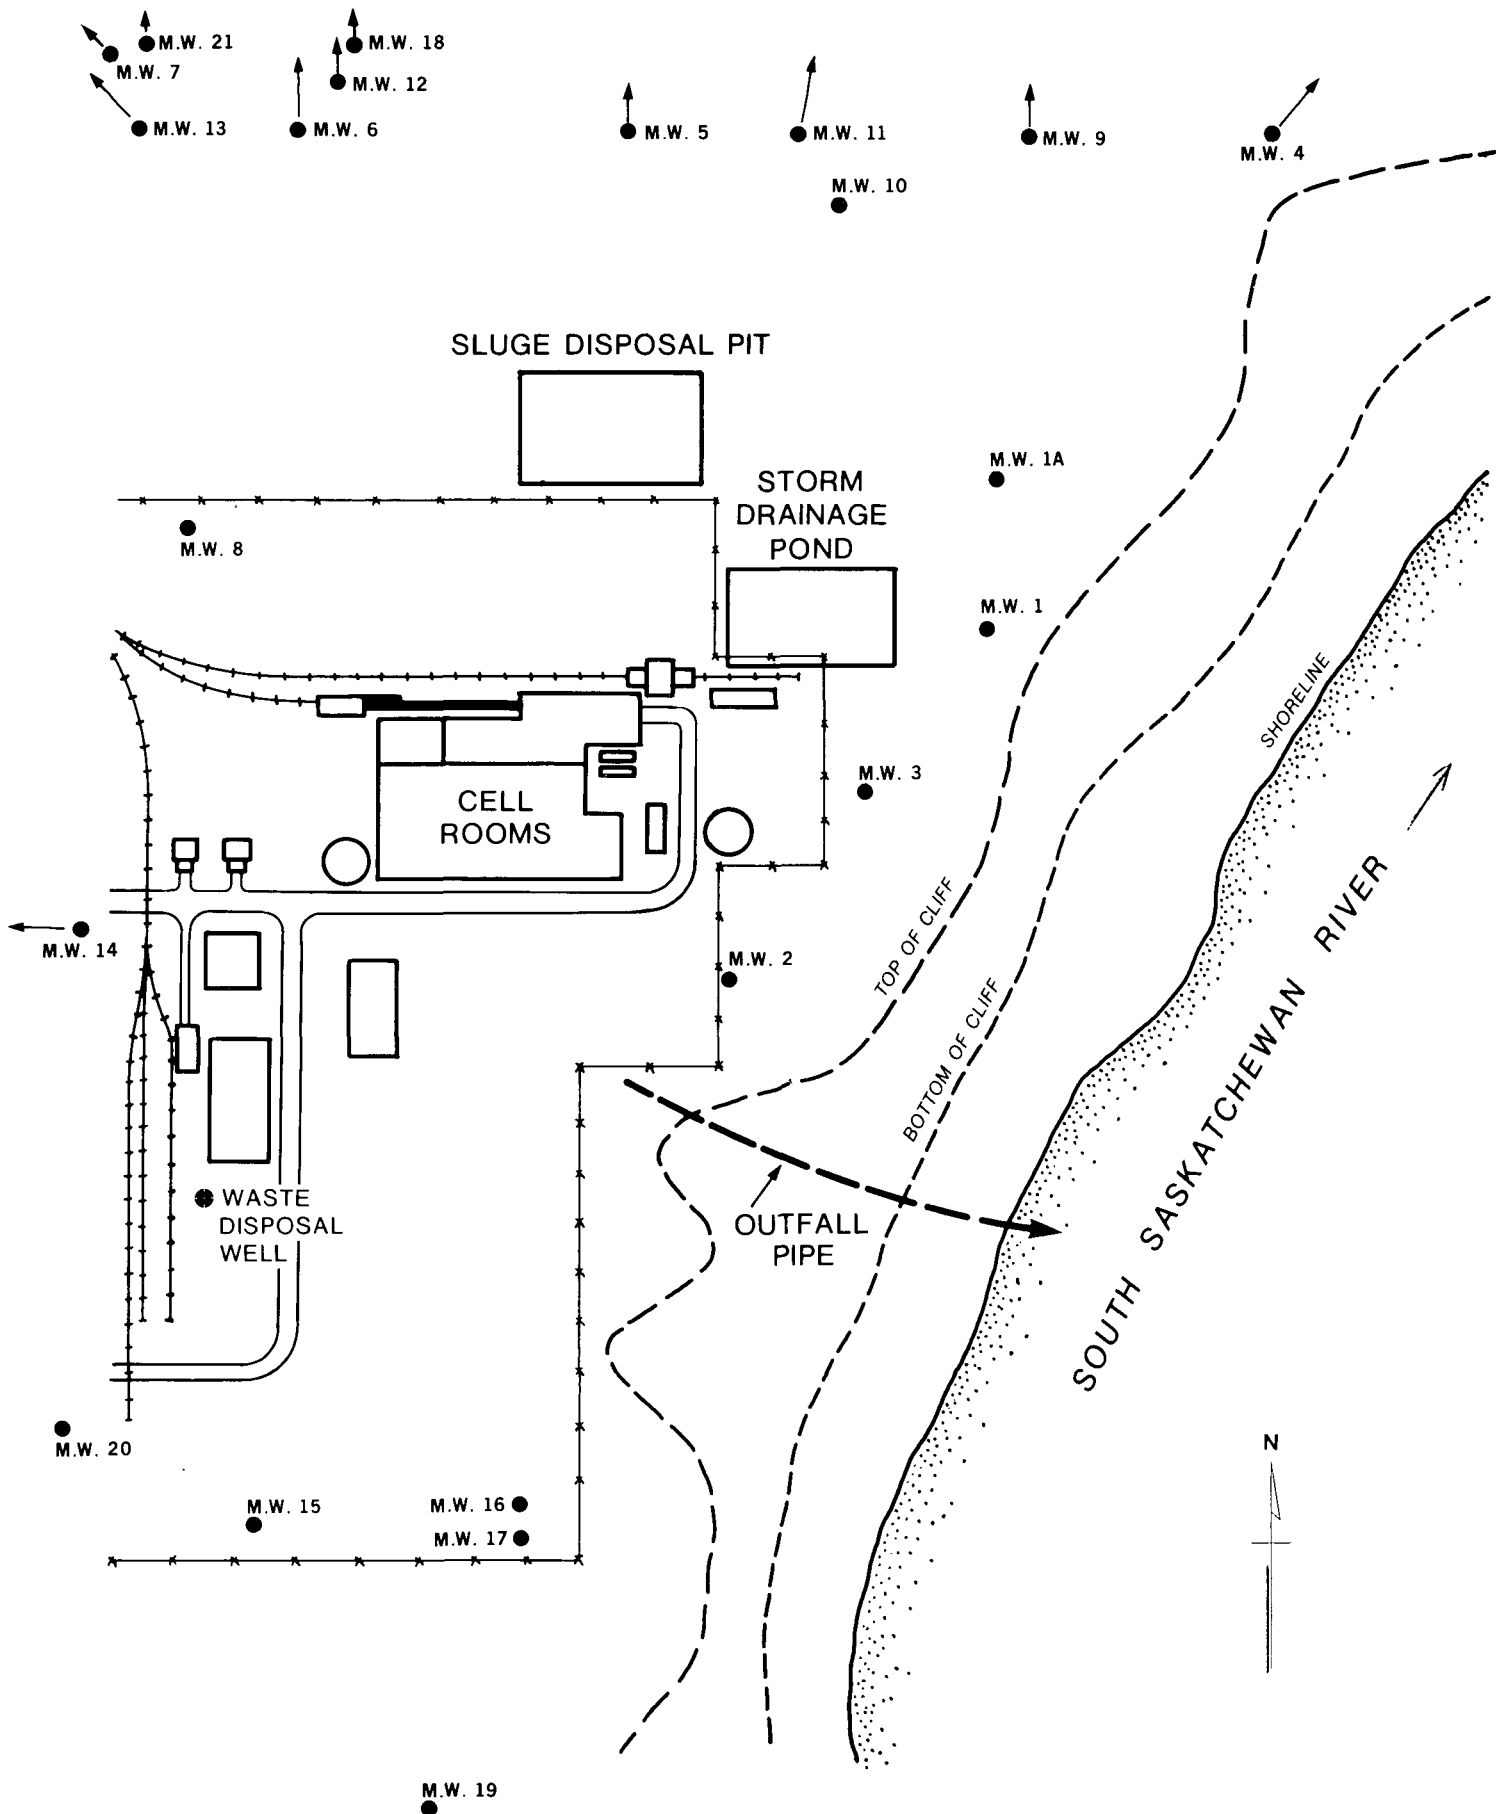 M.W. 21
M.W. 18
M.W. 7
M.W. 12
M.W. 13
M.W. 6
M.W. 5
M.W. 11
M.W. 9
M.W. 4
M.W. 10
SLUGE DISPOSAL PIT
M.W. 1A
STORM
DRAINAGE
POND
M.W. 8
M.W. 1
SHORELINE
M.W. 3
CELL
ROOMS
TOP OF CLIFF
M.W. 14
M.W. 2
BOTTOM OF CLIFF
SOUTH SASKATCHEWAN RIVER
WASTE
DISPOSAL
WELL
OUTFALL
PIPE
M.W. 20
N
M.W. 15
M.W. 16
M.W. 17
M.W. 19